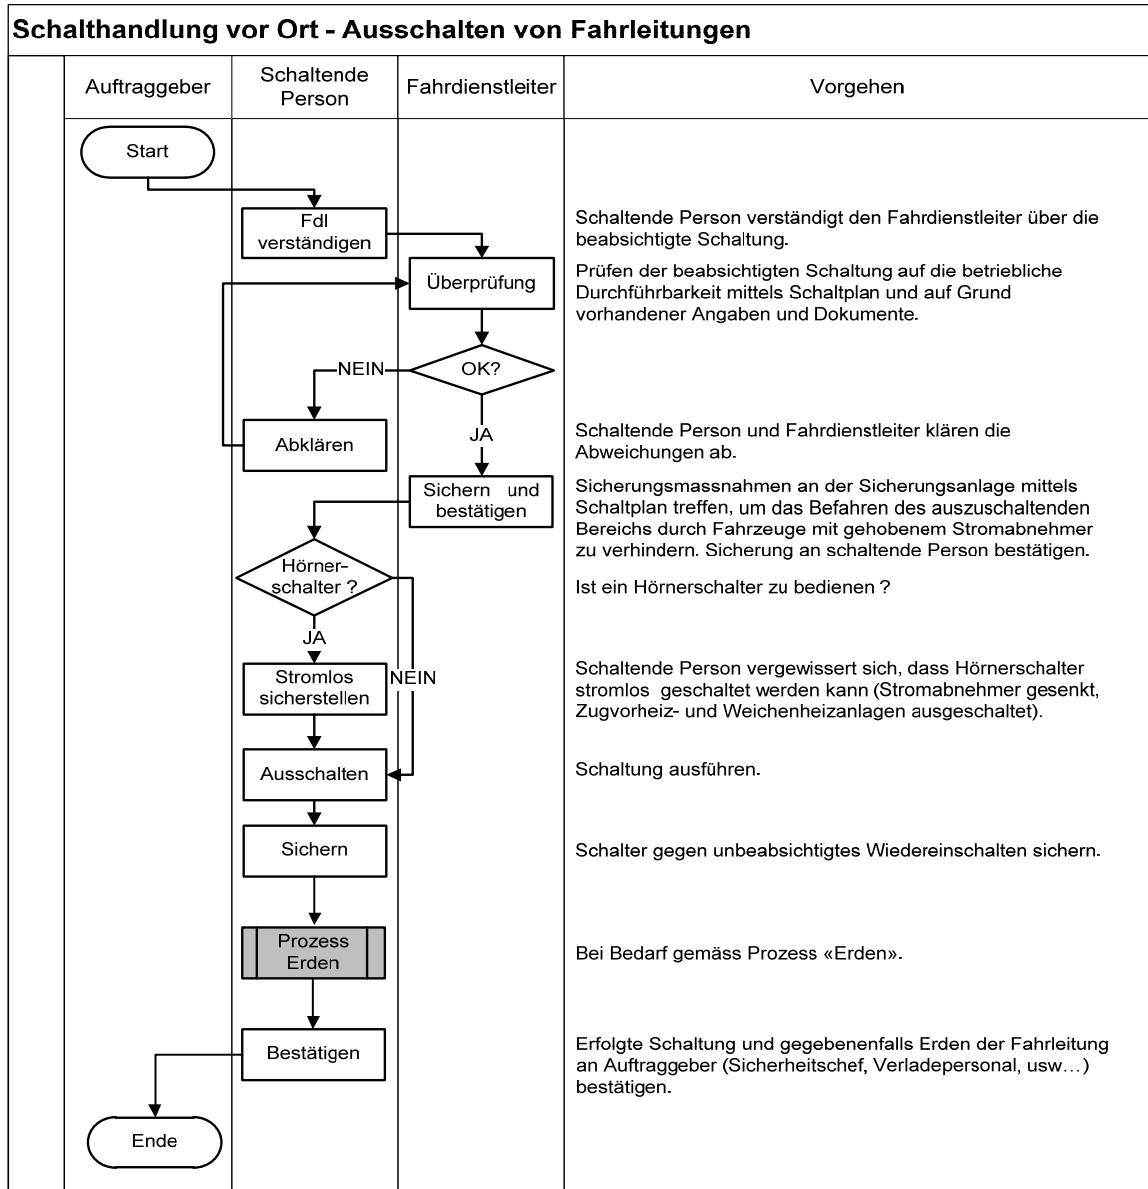 Schalthandlung vor Ort - Ausschalten von Fahrleitungen
Auftraggeber
Schaltende
Person
Fahrdienstleiter
Vorgehen
Start
Fdl
verständigen
Schaltende Person verständigt den Fahrdienstleiter über die
beabsichtigte Schaltung.
Überprüfung
Prüfen der beabsichtigten Schaltung auf die betriebliche
Durchführbarkeit mittels Schaltplan und auf Grund
vorhandener Angaben und Dokumente.
OK?
NEIN
JA
Abklären
Schaltende Person und Fahrdienstleiter klären die
Abweichungen ab.
Sichern und
bestätigen
Sicherungsmassnahmen an der Sicherungsanlage mittels
Schaltplan treffen, um das Befahren des auszuschaltenden
Bereichs durch Fahrzeuge mit gehobenem Stromabnehmer
zu verhindern. Sicherung an schaltende Person bestätigen.
Hörner-
schalter ?
Ist ein Hörnerschalter zu bedienen ?
JA
NEIN
Stromlos
sicherstellen
Schaltende Person vergewissert sich, dass Hörnerschalter
stromlos geschaltet werden kann (Stromabnehmer gesenkt,
Zugvorheiz- und Weichenheizanlagen ausgeschaltet).
Ausschalten
Schaltung ausführen.
Sichern
Schalter gegen unbeabsichtigtes Wiedereinschalten sichern.
Prozess
Erden
Bei Bedarf gemäss Prozess «Erden».
Bestätigen
Erfolgte Schaltung und gegebenenfalls Erden der Fahrleitung
an Auftraggeber (Sicherheitschef, Verladepersonal, usw…)
bestätigen.
Ende